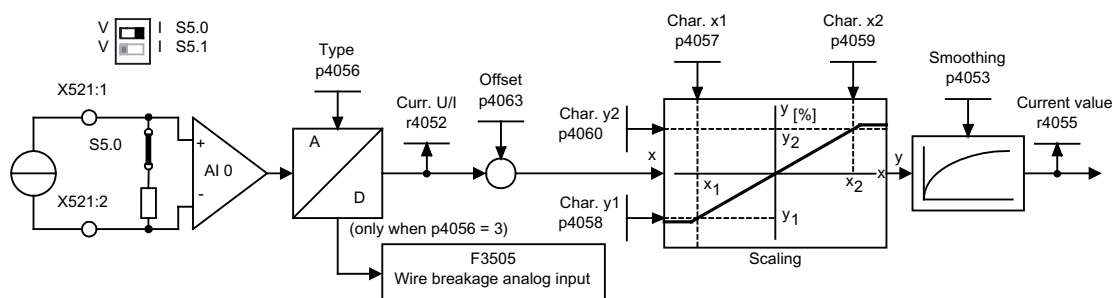 V I S5.0
V I S5.1
X521:1
S5.0
X521:2
+
AI 0
-
Type
p4056
A
D
(only when p4056 = 3)
F3505
Wire breakage analog input
Curr. U/I
r4052
Offset
p4063
Char. x1
p4057
Char. x2
p4059
Char. y2
p4060
x
Char. y1
p4058
y [%]
y2
x1
x2
x
y1
Scaling
y
Smoothing
p4053
Current value
r4055